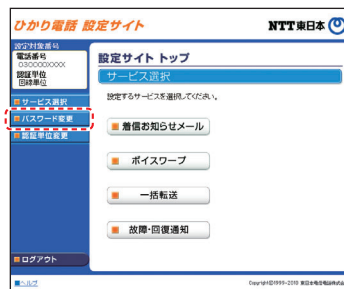 ひかり電話 設定サイト
NTT東日本
設定対象番号
電話番号
030000XXXX
認証単位
回線単位
サービス選択
パスワード変更
認証単位変更
ログアウト
設定サイト トップ
サービス選択
設定するサービスを選択してください。
着信お知らせメール
ボイスワープ
一括転送
故障・回復通知
ヘルプ